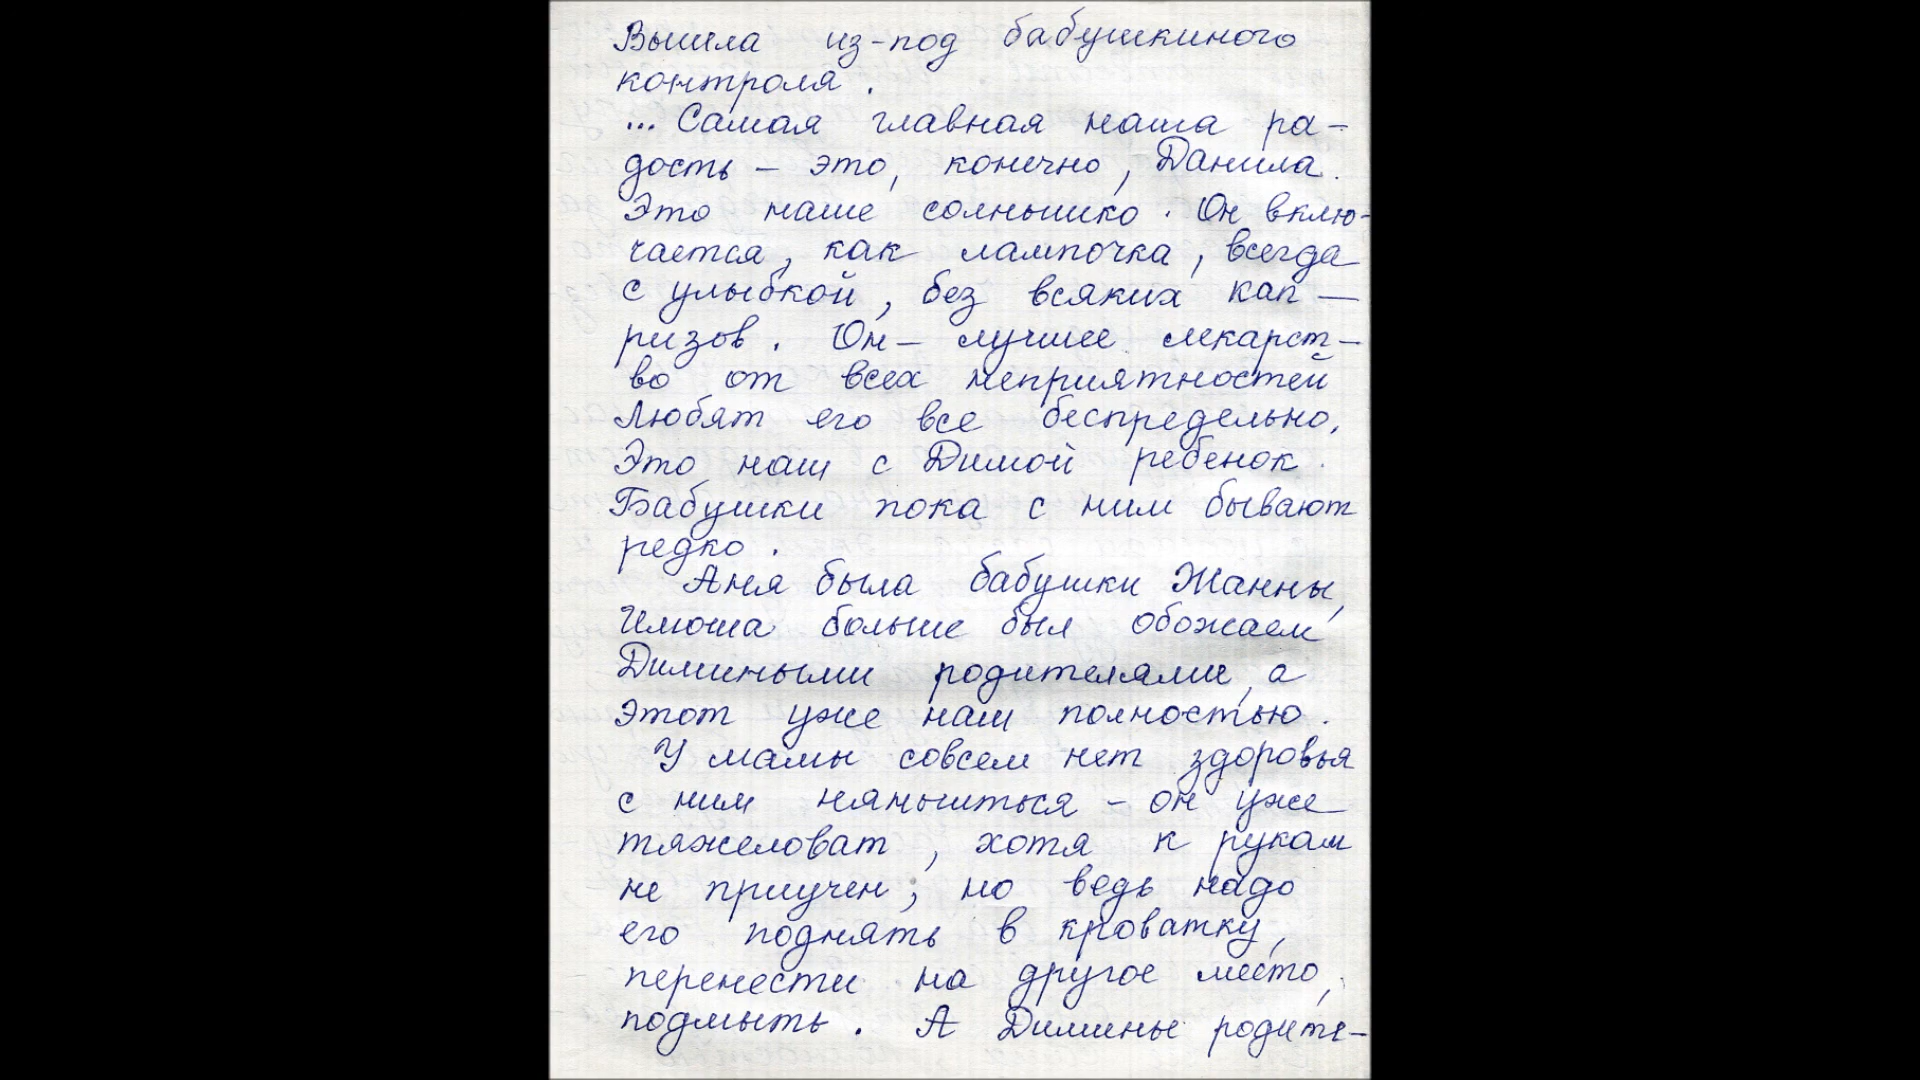 Вышла из-под бабушкиного
контроля.
... Самая главная наша ра-
дость – это, конечно, Данила.
Это наше солнышко. Он вклю-
чается, как лампочка, всегда
с улыбкой, без всяких кап-
ризов. Он – лучшее лекарст-
во от всех неприятностей
Любят его все беспредельно.
Это наш с Димой ребенок.
Бабушки пока с ним бывают
редко.
Аня была бабушки Жанны,
Илюша больше был обожаем
Димиными родителями, а
Этот уже наш полностью.
У мамы совсем нет здоровья
с ним нянышться – он уже
тяжеловат, хотя к рукам
не приучен, но ведь надо
его поднять в кроватку,
перенести на другое место,
подмыть. А Димины родите-